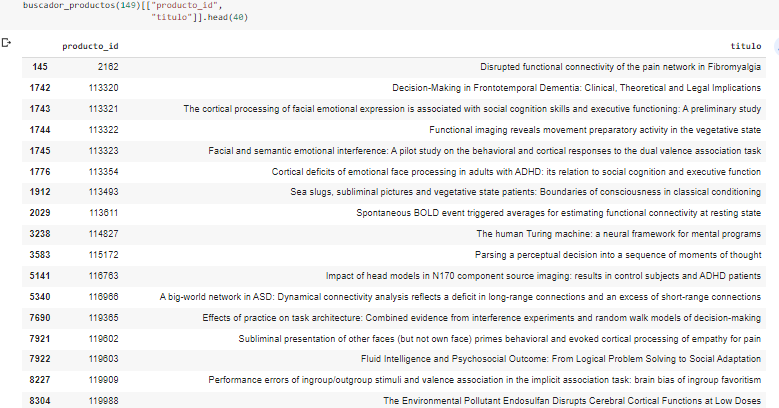 buscador_productos(149)[["producto_id",
"titulo"]].head(40)
producto_id titulo
145 2162 Disrupted functional connectivity of the pain network in Fibromyalgia
1742 113320 Decision-Making in Frontotemporal Dementia: Clinical, Theoretical and Legal Implications
1743 113321 The cortical processing of facial emotional expression is associated with social cognition skills and executive functioning: A preliminary study
1744 113322 Functional imaging reveals movement preparatory activity in the vegetative state
1745 113323 Facial and semantic emotional interference: A pilot study on the behavioral and cortical responses to the dual valence association task
1776 113354 Cortical deficits of emotional face processing in adults with ADHD: its relation to social cognition and executive function
1912 113493 Sea slugs, subliminal pictures and vegetative state patients: Boundaries of consciousness in classical conditioning
2029 113611 Spontaneous BOLD event triggered averages for estimating functional connectivity at resting state
3238 114827 The human Turing machine: a neural framework for mental programs
3583 115172 Parsing a perceptual decision into a sequence of moments of thought
5141 116763 Impact of head models in N170 component source imaging: results in control subjects and ADHD patients
5340 116966 A big-world network in ASD: Dynamical connectivity analysis reflects a deficit in long-range connections and an excess of short-range connections
7690 119365 Effects of practice on task architecture: Combined evidence from interference experiments and random walk models of decision-making
7921 119602 Subliminal presentation of other faces (but not own face) primes behavioral and evoked cortical processing of empathy for pain
7922 119603 Fluid Intelligence and Psychosocial Outcome: From Logical Problem Solving to Social Adaptation
8227 119909 Performance errors of ingroup/outgroup stimuli and valence association in the implicit association task: brain bias of ingroup favoritism
8304 119988 The Environmental Pollutant Endosulfan Disrupts Cerebral Cortical Functions at Low Doses